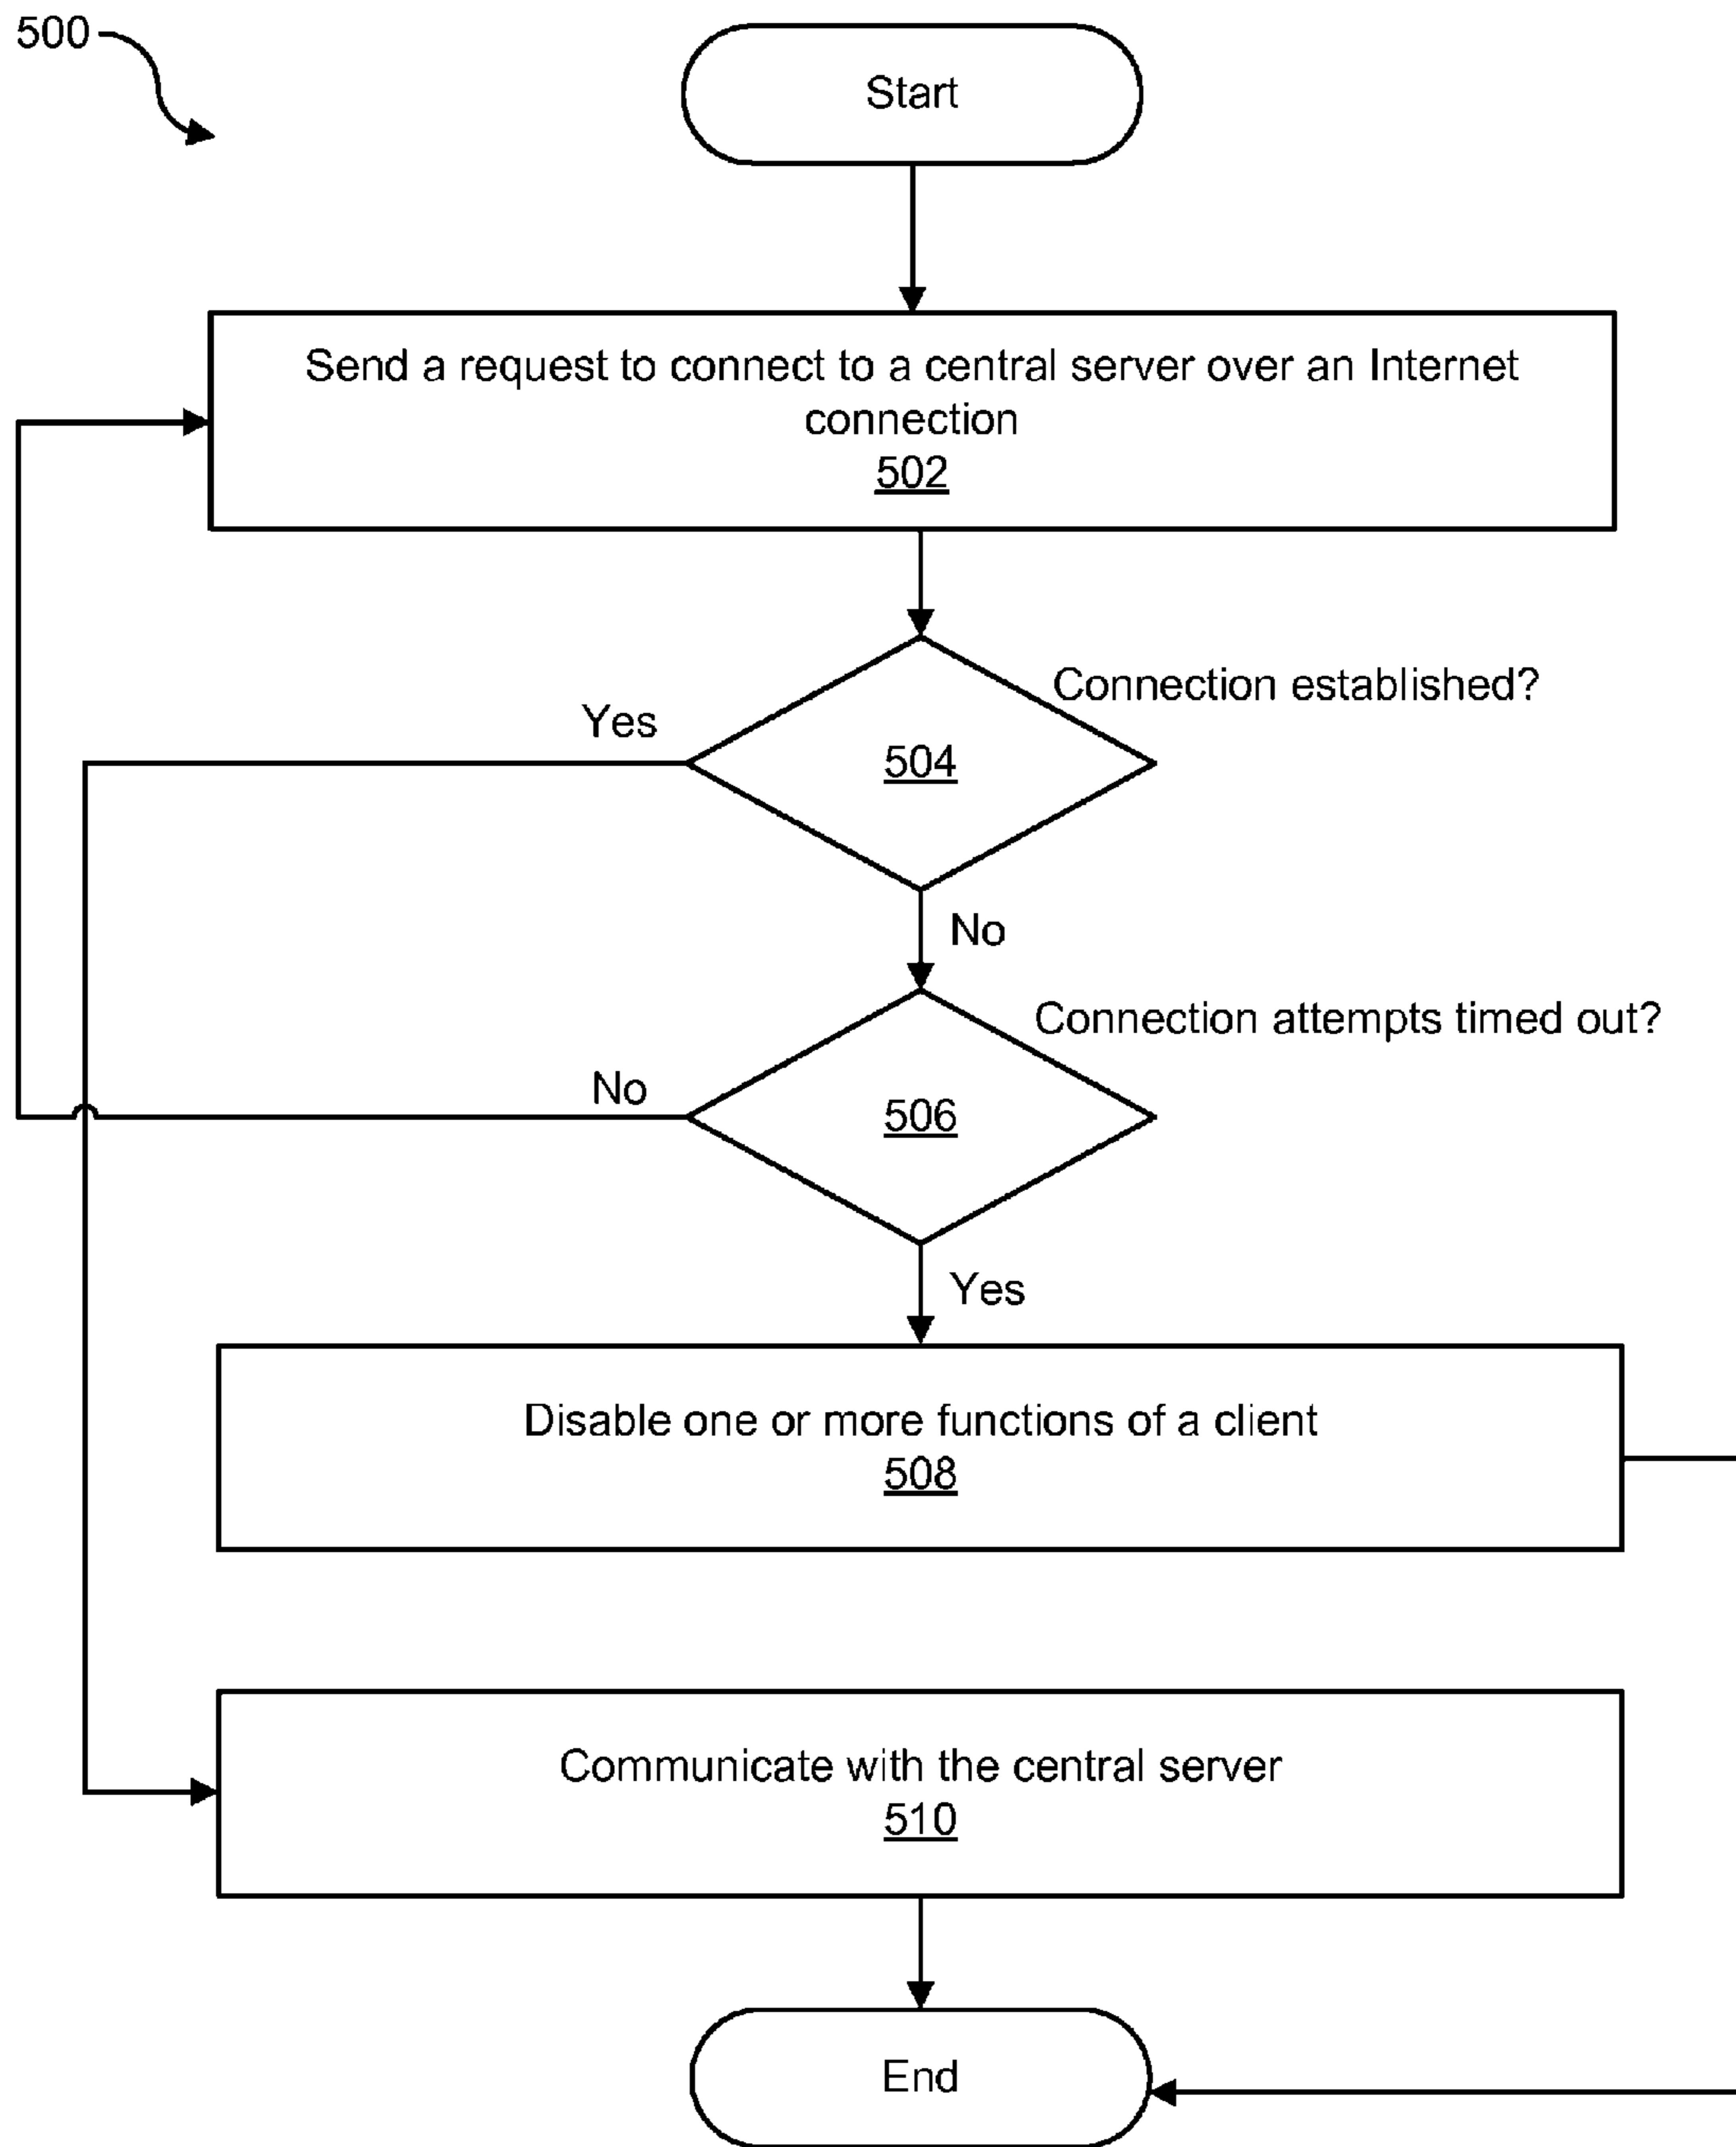 500
Start
Send a request to connect to a central server over an Internet
connection
502
Connection established?
Yes
504
No
Connection attempts timed out?
No
506
Yes
Disable one or more functions of a client
508
Communicate with the central server
510
End